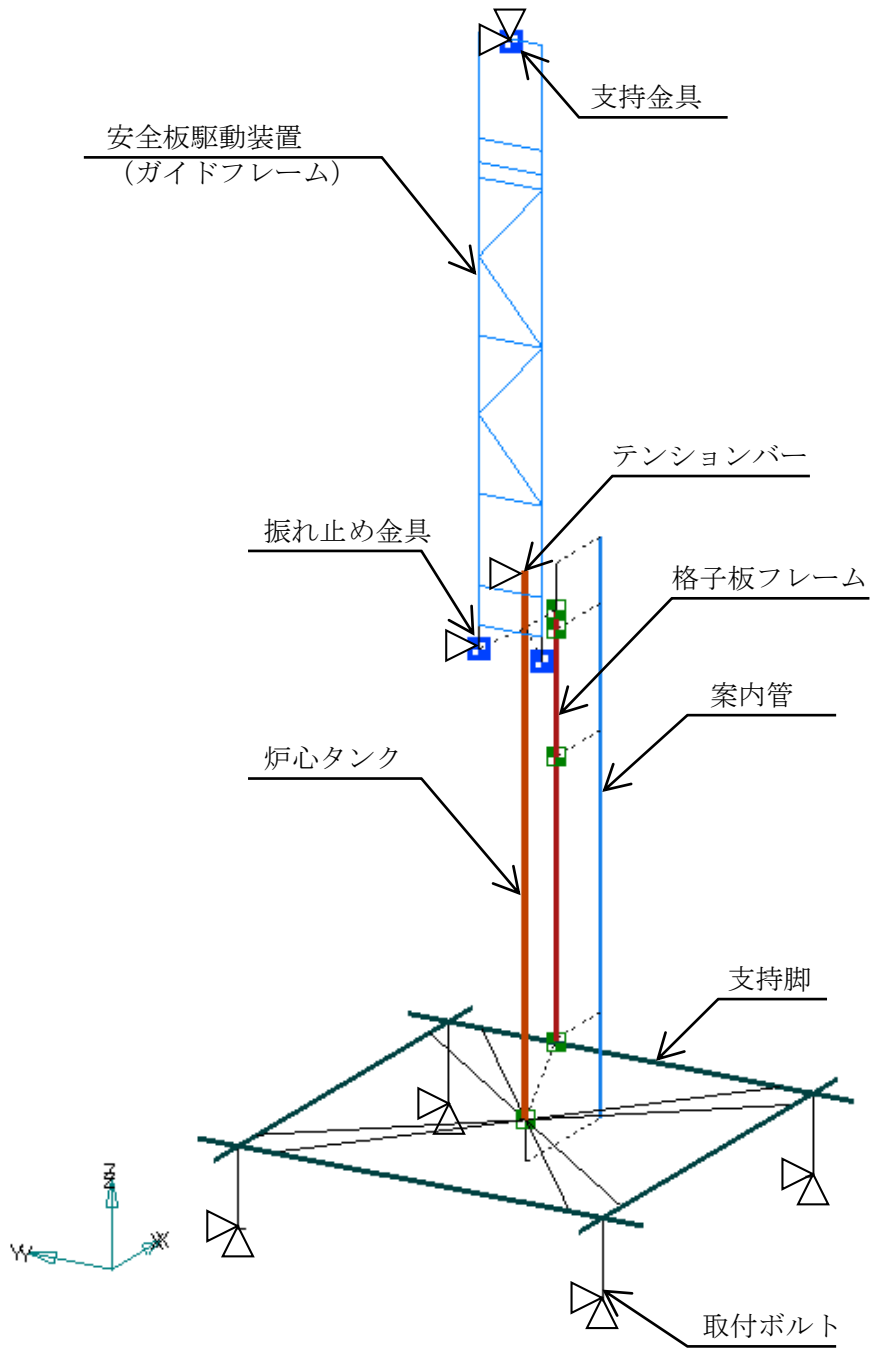 支持金具
安全板駆動装置
（ガイドフレーム）
テンションバー
振れ止め金具
格子板フレーム
案内管
炉心タンク
支持脚
取付ボルト